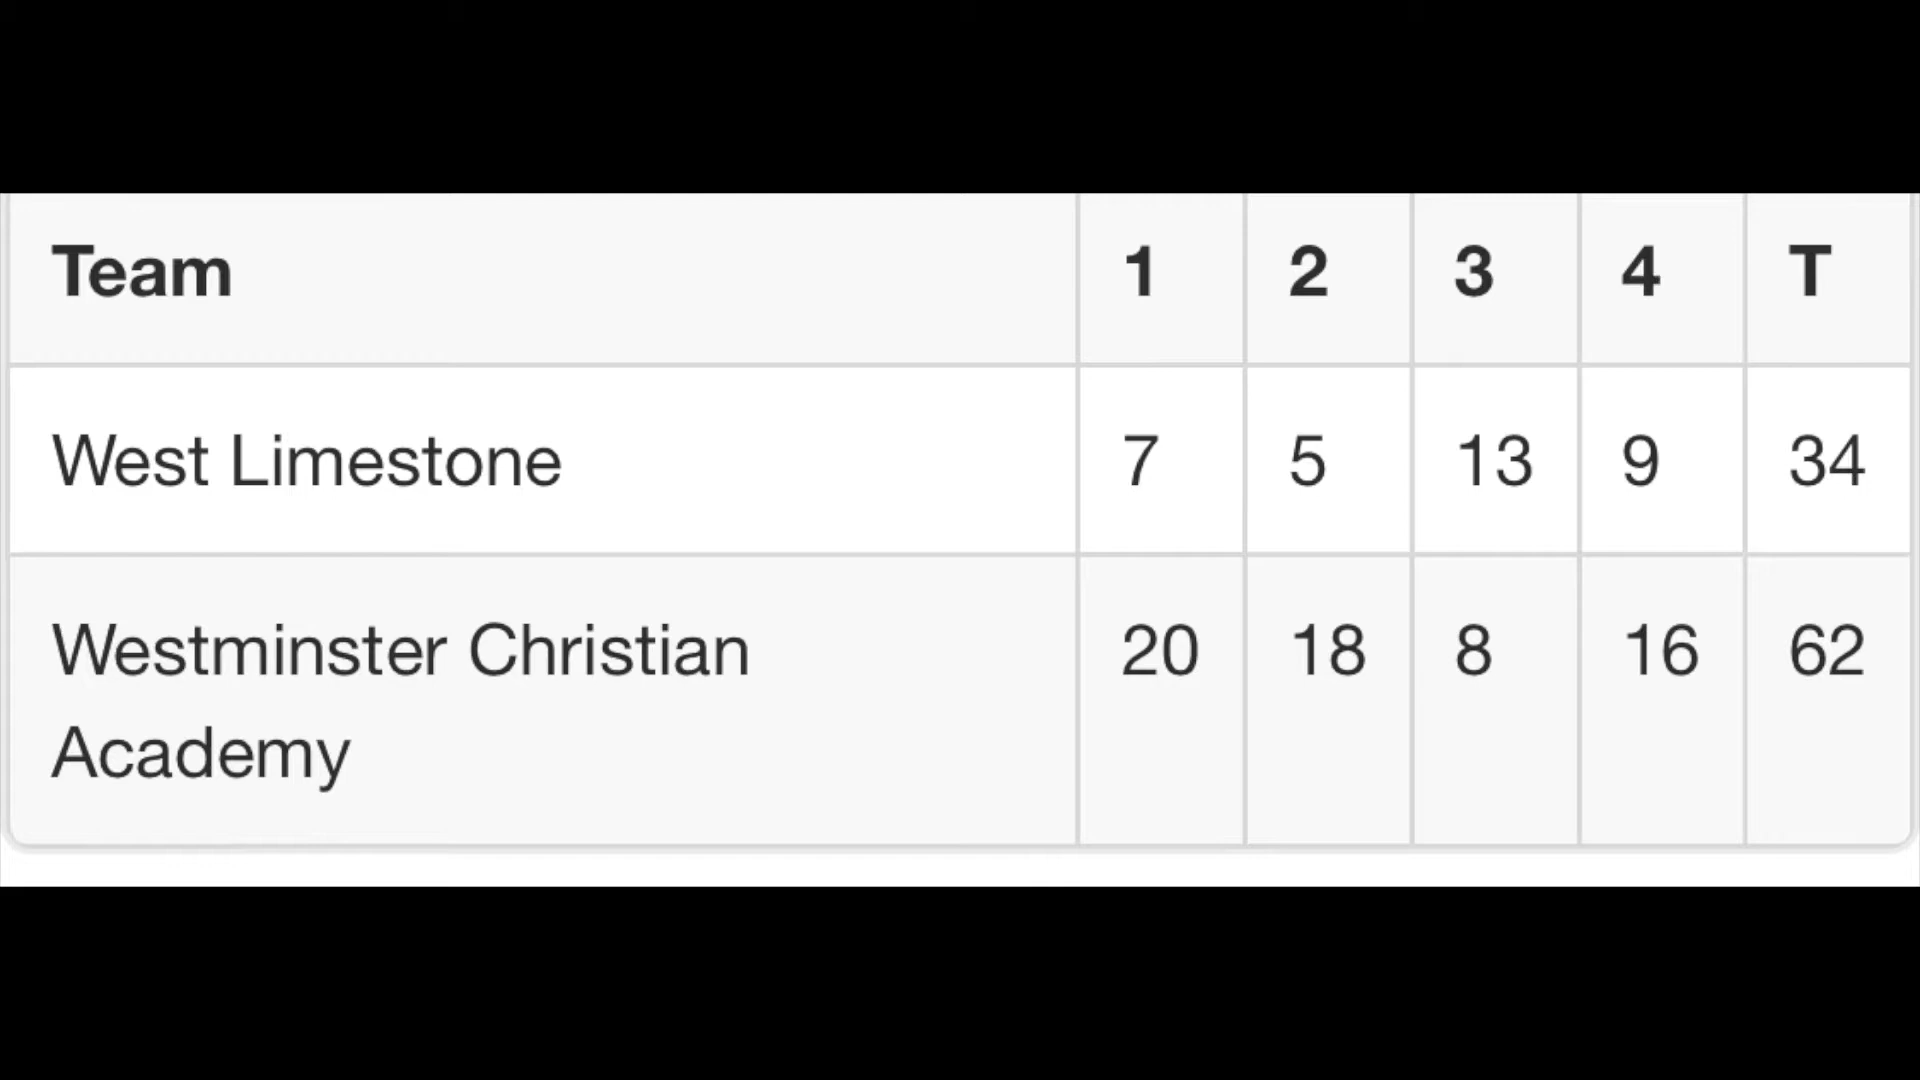 Team 1 2 3 4 T
West Limestone 7 5 13 9 34
Westminster Christian 20 18 8 16 62
Academy